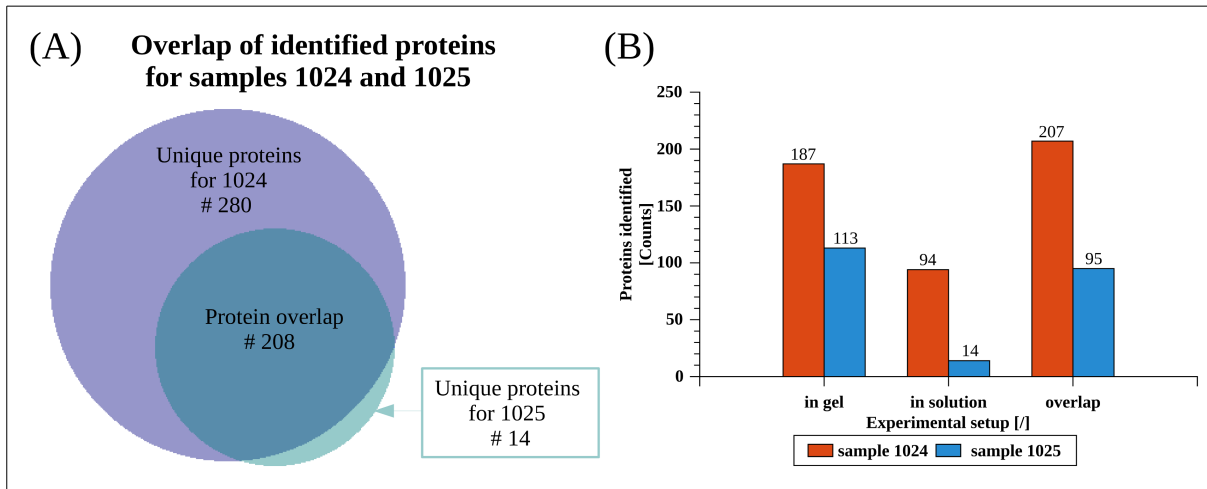 (A)
Overlap of identified proteins
for samples 1024 and 1025
Unique proteins
for 1024
# 280
Protein overlap
# 208
Unique proteins
for 1025
# 14
(B)
Proteins identified
[Counts]
250
200
150
100
50
0
187
113
94
14
207
95
in gel
in solution
overlap
Experimental setup [/]
sample 1024
sample 1025